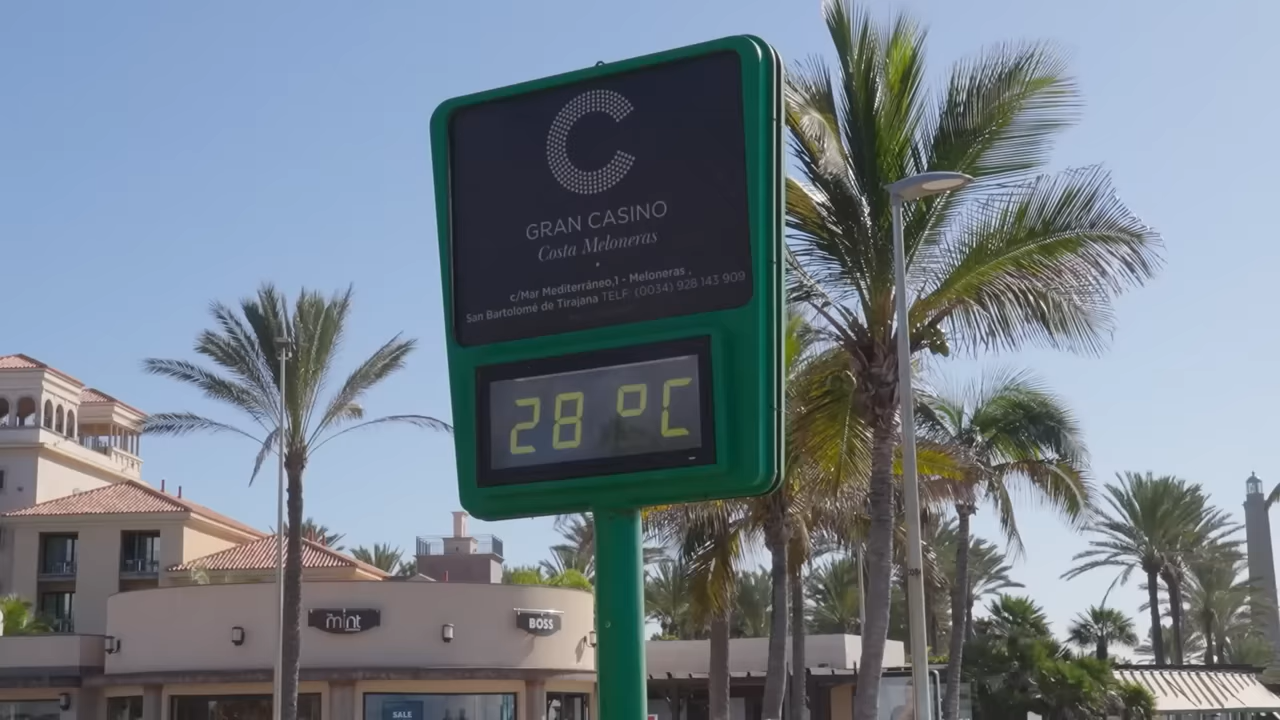 C
GRAN CASINO
Costa Meloneras
c/Mar Mediterráneo,1 - Meloneras .
San Bartolomé de Tirajana TELF: (0034) 928 143 909
28 °C
mint
BOSS
SALE